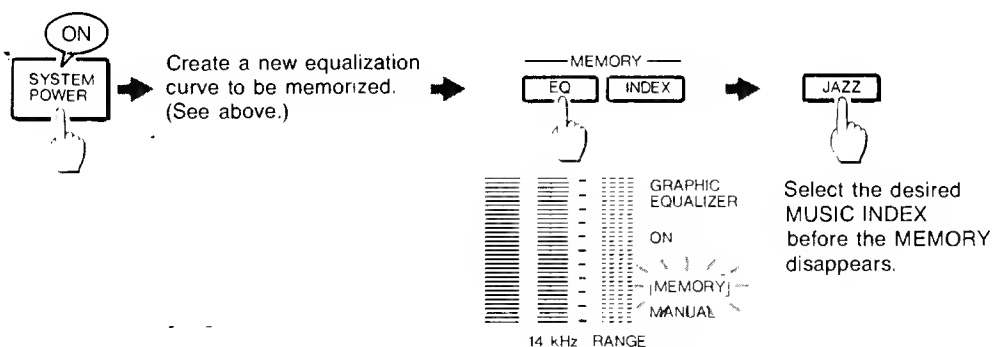 ON
SYSTEM
POWER
Create a new equalization
curve to be memorized.
(See above.)
MEMORY
EQ
INDEX
GRAPHIC
EQUALIZER
ON
MEMORY
MANUAL
14 kHz RANGE
JAZZ
Select the desired
MUSIC INDEX
before the MEMORY
disappears.